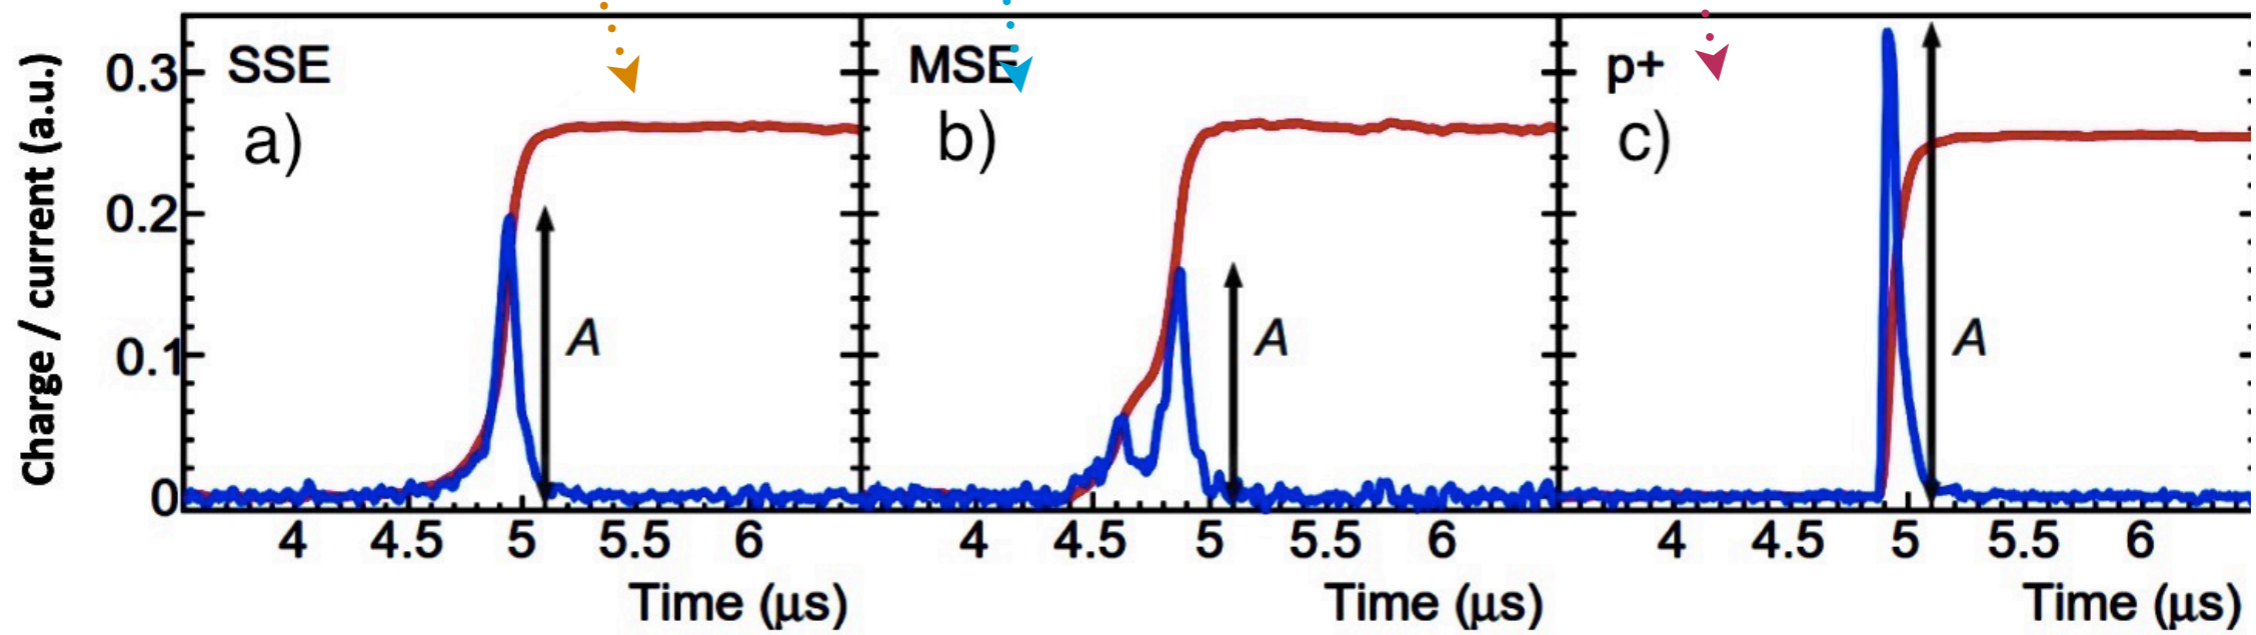 Charge / current (a.u.)
0.3
0.2
0.1
0
SSE
a)
A
4 4.5 5 5.5 6
Time (μs)
MSE
b)
A
4 4.5 5 5.5 6
Time (μs)
p+
c)
A
4 4.5 5 5.5 6
Time (μs)